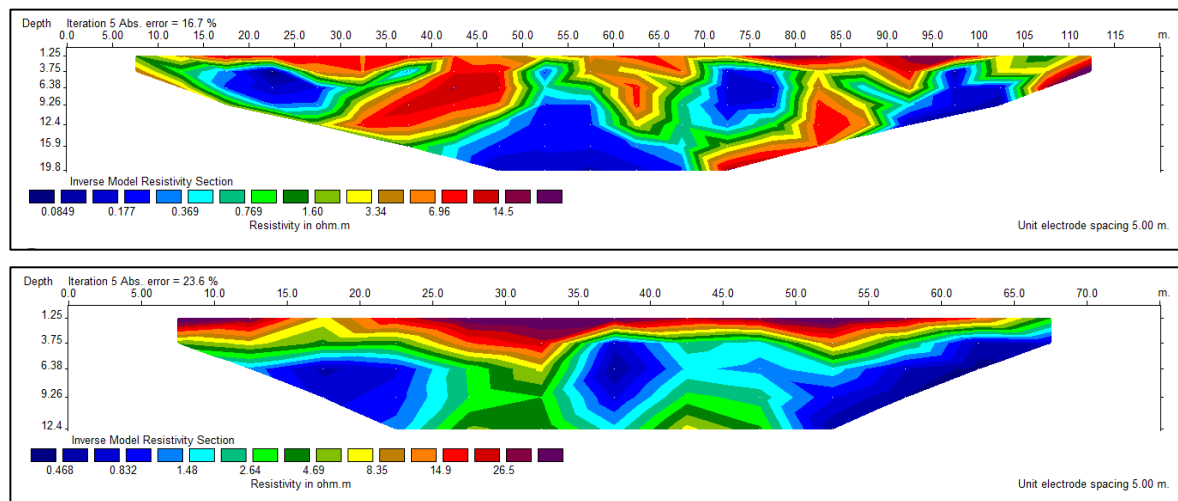 Depth Iteration 5 Abs. error = 16.7 %
0.0 5.00 10.0 15.0 20.0 25.0 30.0 35.0 40.0 45.0 50.0 55.0 60.0 65.0 70.0 75.0 80.0 85.0 90.0 95.0 100 105 110 115 m.
1.25
3.75
6.38
9.26
12.4
15.9
19.8
Inverse Model Resistivity Section
0.0849 0.177 0.369 0.769 1.60 3.34 6.96 14.5
Resistivity in ohm.m
Unit electrode spacing 5.00 m.
Depth Iteration 5 Abs. error = 23.6 %
0.0 5.00 10.0 15.0 20.0 25.0 30.0 35.0 40.0 45.0 50.0 55.0 60.0 65.0 70.0 m.
1.25
3.75
6.38
9.26
12.4
Inverse Model Resistivity Section
0.468 0.832 1.48 2.64 4.69 8.35 14.9 26.5
Resistivity in ohm.m
Unit electrode spacing 5.00 m.